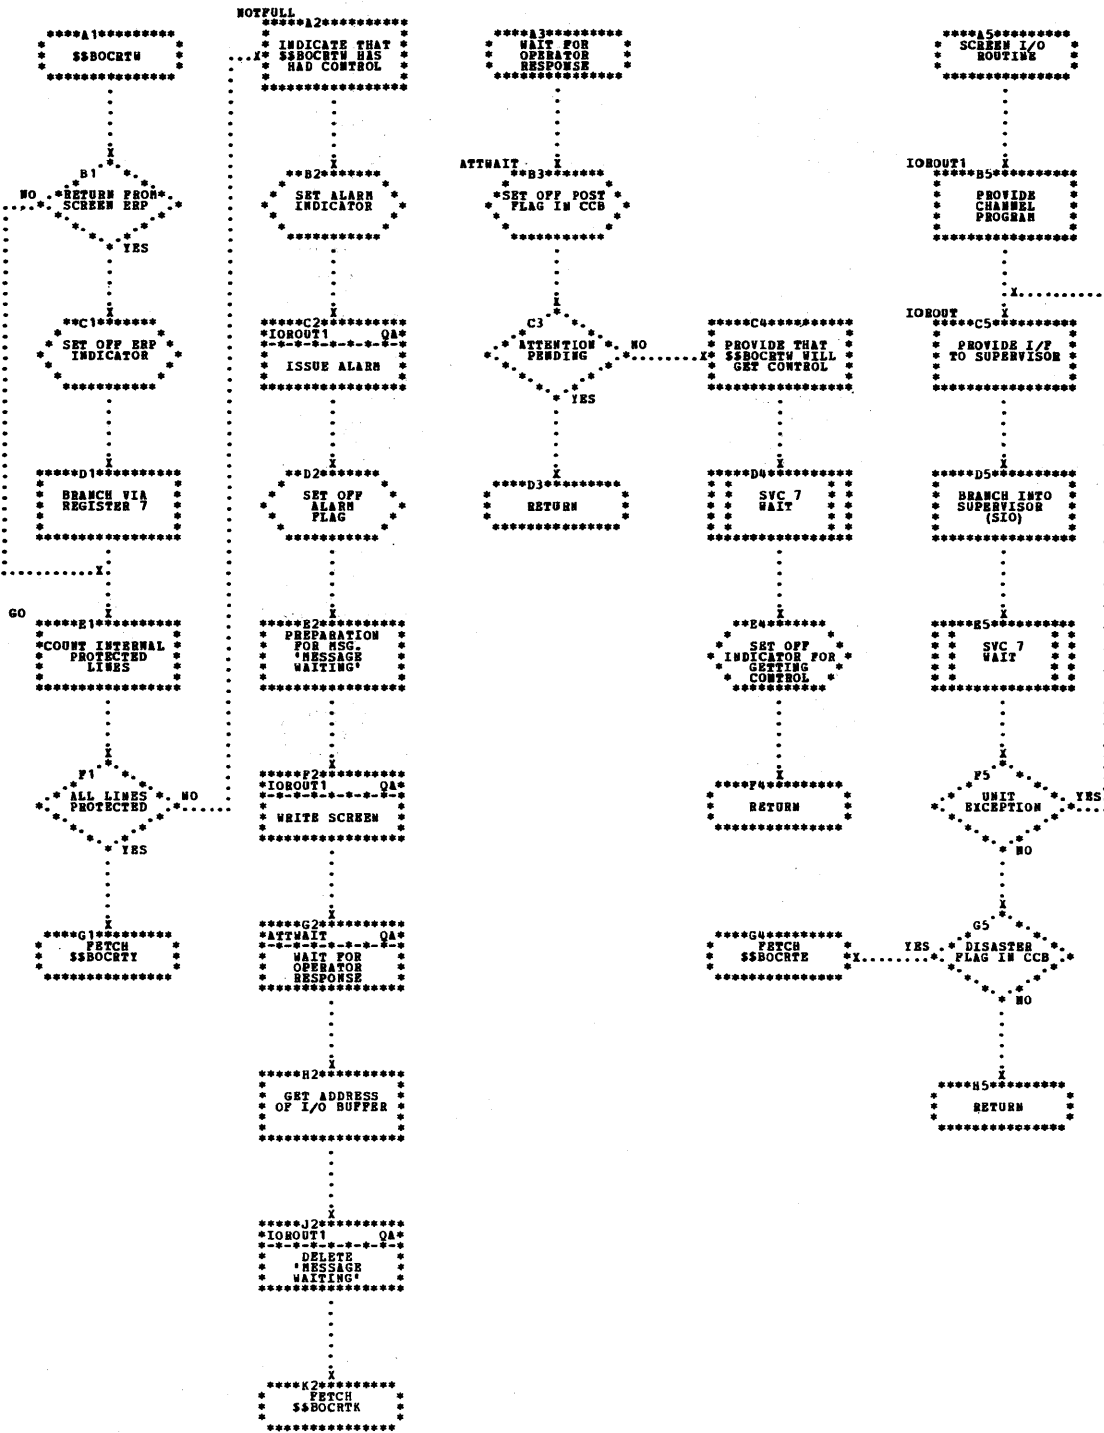 A1
$$BOCRTW
B1
RETURN FROM
SCREEN ERP
NO
YES
C1
SET OFF ERP
INDICATOR
D1
BRANCH VIA
REGISTER 7
GO
E1
COUNT INTERNAL
PROTECTED
LINES
F1
ALL LINES
PROTECTED
NO
YES
G1
FETCH
$$BOCRTY
NOTFULL
A2
INDICATE THAT
$$BOCRTW HAS
HAD CONTROL
B2
SET ALARM
INDICATOR
C2
IOROUT1 QA
ISSUE ALARM
D2
SET OFF
ALARM
FLAG
E2
PREPARATION
FOR MSG.
'MESSAGE
WAITING'
F2
IOROUT1 QA
WRITE SCREEN
G2
ATTWAIT QA
WAIT FOR
OPERATOR
RESPONSE
H2
GET ADDRESS
OF I/O BUFFER
J2
IOROUT1 QA
DELETE
'MESSAGE
WAITING'
K2
FETCH
$$BOCRTK
A3
WAIT FOR
OPERATOR
RESPONSE
ATTWAIT
B3
SET OFF POST
FLAG IN CCB
C3
ATTENTION
PENDING
NO
YES
D3
RETURN
C4
PROVIDE THAT
$$BOCRTW WILL
GET CONTROL
D4
SVC 7
WAIT
E4
SET OFF
INDICATOR FOR
GETTING
CONTROL
F4
RETURN
G4
FETCH
$$BOCRTE
A5
SCREEN I/O
ROUTINE
IOROUT1
B5
PROVIDE
CHANNEL
PROGRAM
IOROUT
C5
PROVIDE I/F
TO SUPERVISOR
D5
BRANCH INTO
SUPERVISOR
(SIO)
E5
SVC 7
WAIT
F5
UNIT
EXCEPTION
YES
NO
G5
DISASTER
FLAG IN CCB
YES
NO
H5
RETURN